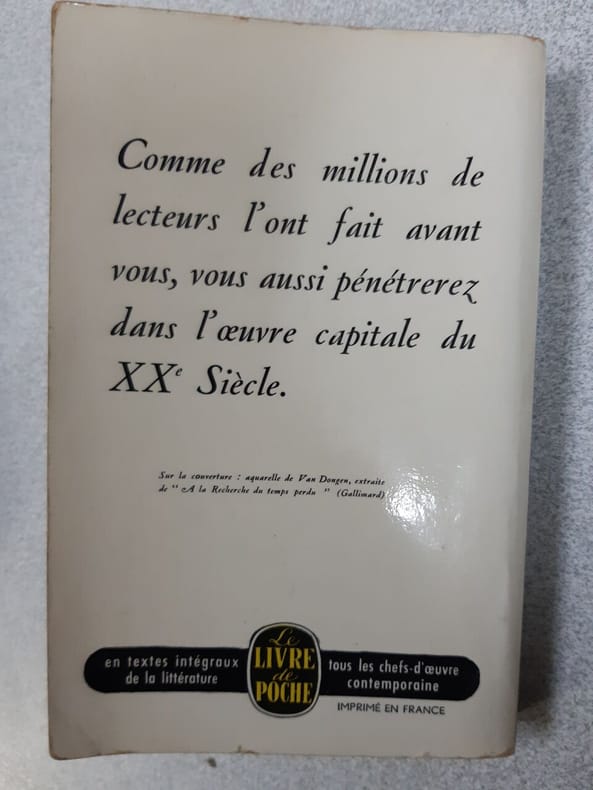 Comme des millions de
lecteurs l'ont fait avant
vous, vous aussi pénétrerez
dans l'œuvre capitale du
XXe Siècle.
Sur la couverture : aquarelle de Van Dongen, extraite
de " A la Recherche du temps perdu " (Gallimard)
en textes intégraux
de la littérature
Le
LIVRE
de
POCHE
tous les chefs-d'œuvre
contemporaine
IMPRIMÉ EN FRANCE